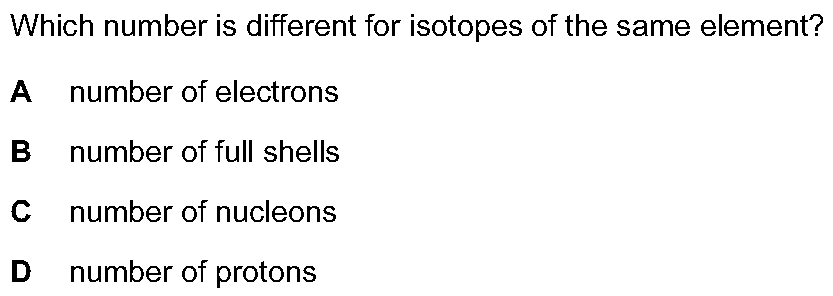 Which number is different for isotopes of the same element?
A number of electrons
B number of full shells
C number of nucleons
D number of protons